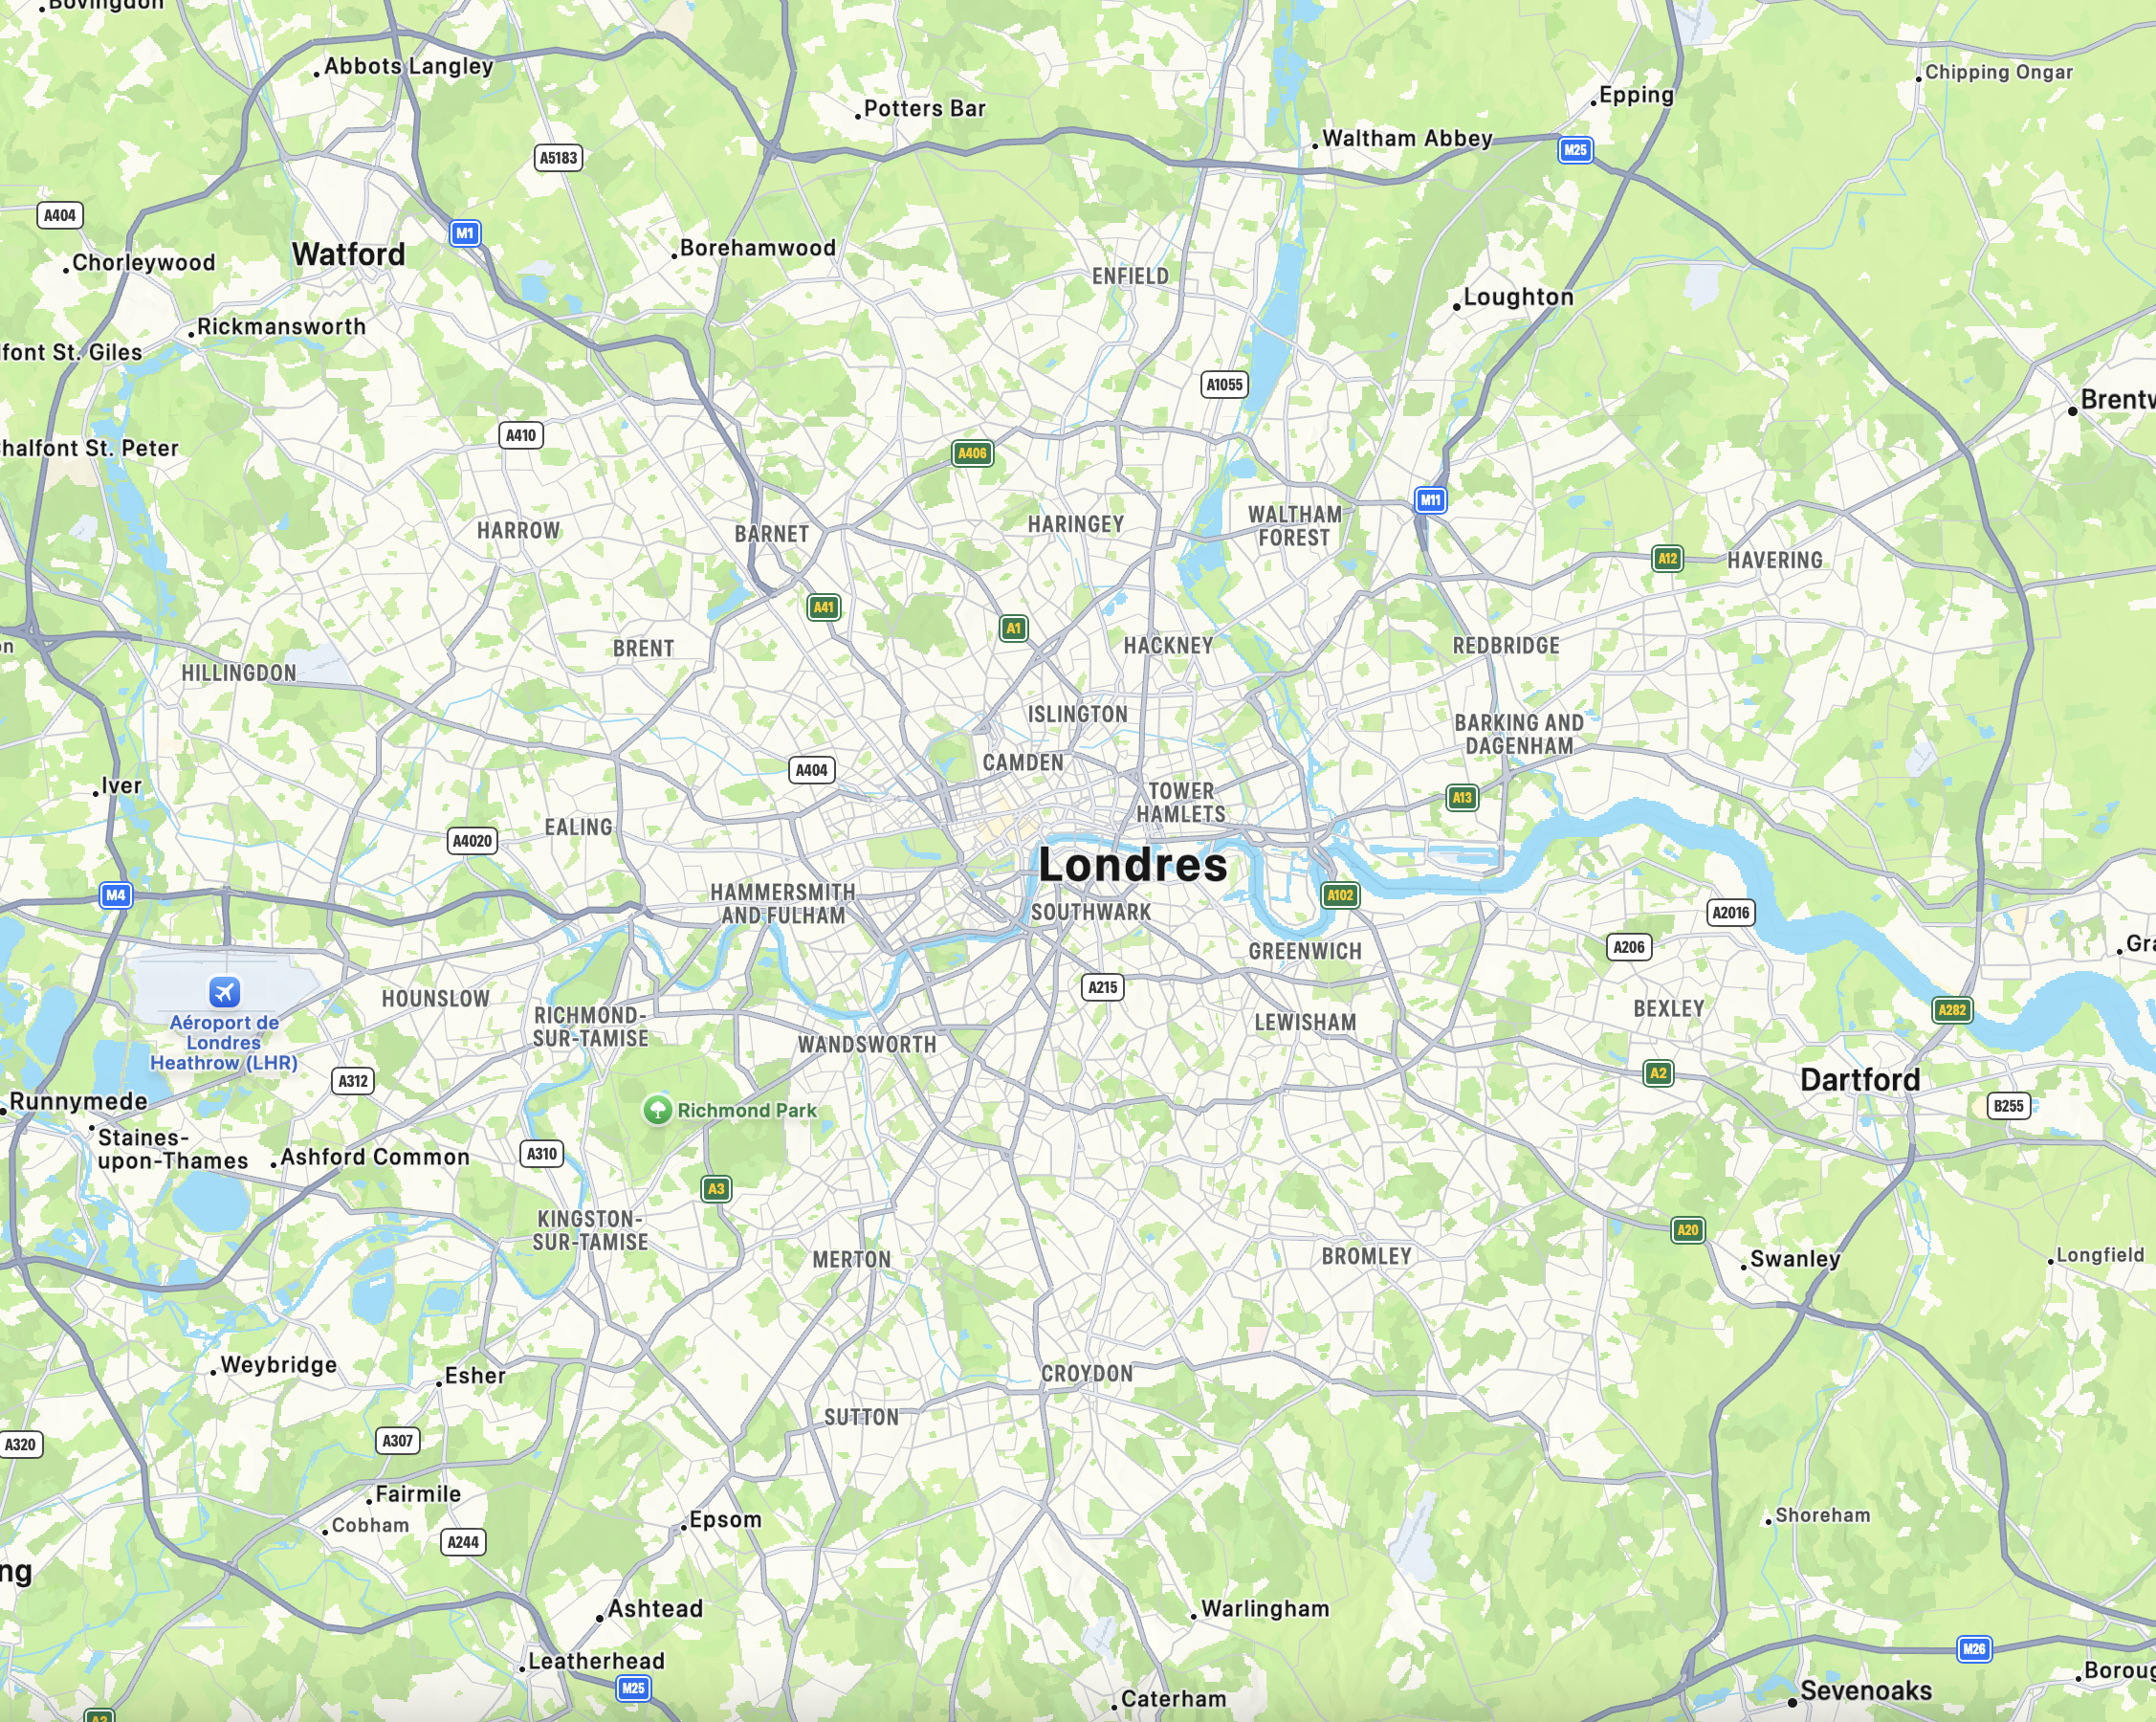 Bovingdon
Abbots Langley
Chipping Ongar
Potters Bar
Epping
Waltham Abbey
M25
A5183
A404
M1
Borehamwood
Watford
Chorleywood
ENFIELD
Loughton
Rickmansworth
lfont St. Giles
A1055
Brentw
A410
halfont St. Peter
A406
M11
HARROW
BARNET
HARINGEY
WALTHAM
FOREST
A12
HAVERING
A41
A1
on
BRENT
HACKNEY
REDBRIDGE
HILLINGDON
ISLINGTON
BARKING AND
DAGENHAM
CAMDEN
A404
Iver
TOWER
HAMLETS
A13
EALING
A4020
Londres
M4
HAMMERSMITH
AND FULHAM
A102
SOUTHWARK
A2016
A206
Gra
GREENWICH
A215
HOUNSLOW
Aéroport de
Londres
Heathrow (LHR)
RICHMOND-
SUR-TAMISE
LEWISHAM
BEXLEY
A282
WANDSWORTH
A312
A2
Dartford
Runnymede
Richmond Park
B255
Staines-
upon-Thames
Ashford Common
A310
A3
KINGSTON-
SUR-TAMISE
A20
MERTON
BROMLEY
Swanley
Longfield
Weybridge
Esher
CROYDON
SUTTON
A320
A307
Fairmile
Cobham
Epsom
Shoreham
A244
ng
Ashtead
Warlingham
Leatherhead
M26
M25
Boroug
Sevenoaks
Caterham
A3